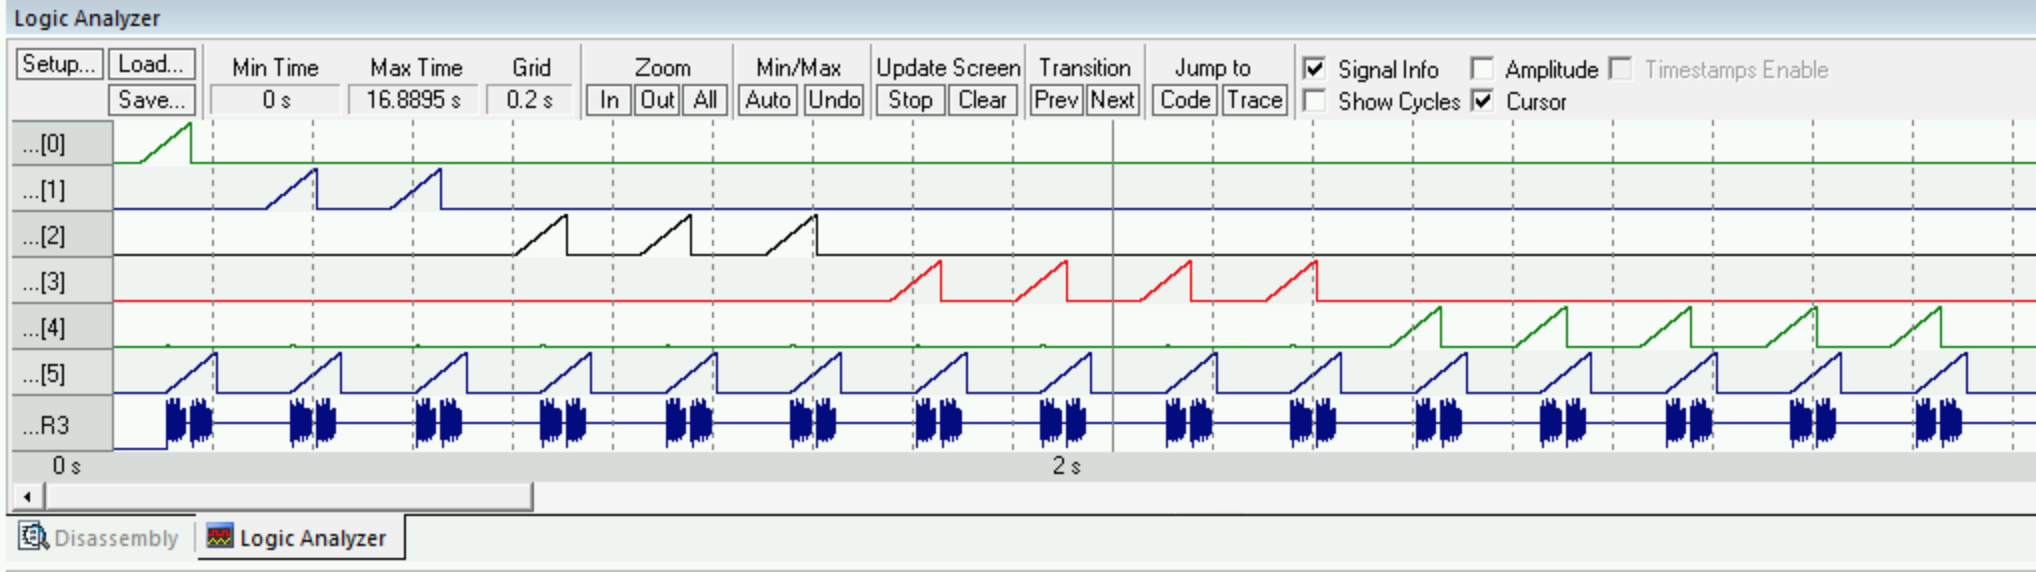 Logic Analyzer
Setup... Load... Min Time Max Time Grid Zoom Min/Max Update Screen Transition Jump to Signal Info Amplitude Timestamps Enable
Save... 0 s 16.8895 s 0.2 s In Out All Auto Undo Stop Clear Prev Next Code Trace Show Cycles Cursor
...[0]
...[1]
...[2]
...[3]
...[4]
...[5]
...R3
0 s 2 s
Disassembly Logic Analyzer